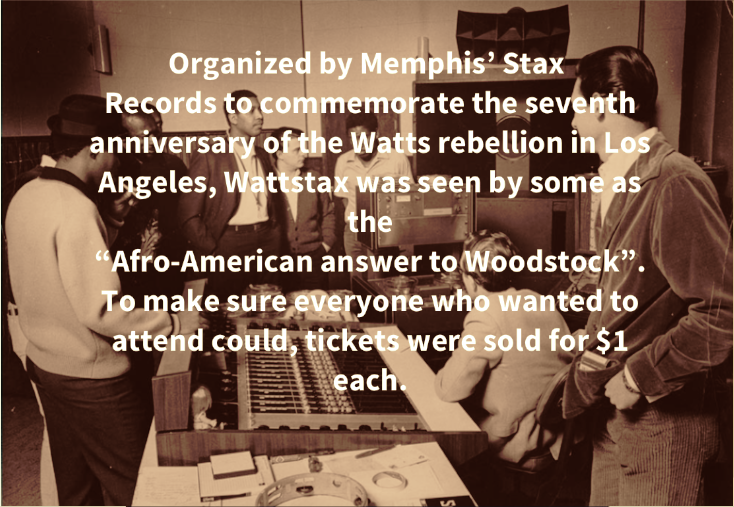 Organized by Memphis’ Stax
Records to commemorate the seventh
anniversary of the Watts rebellion in Los
Angeles, Wattstax was seen by some as
the
“Afro-American answer to Woodstock”.
To make sure everyone who wanted to
attend could, tickets were sold for $1
each.